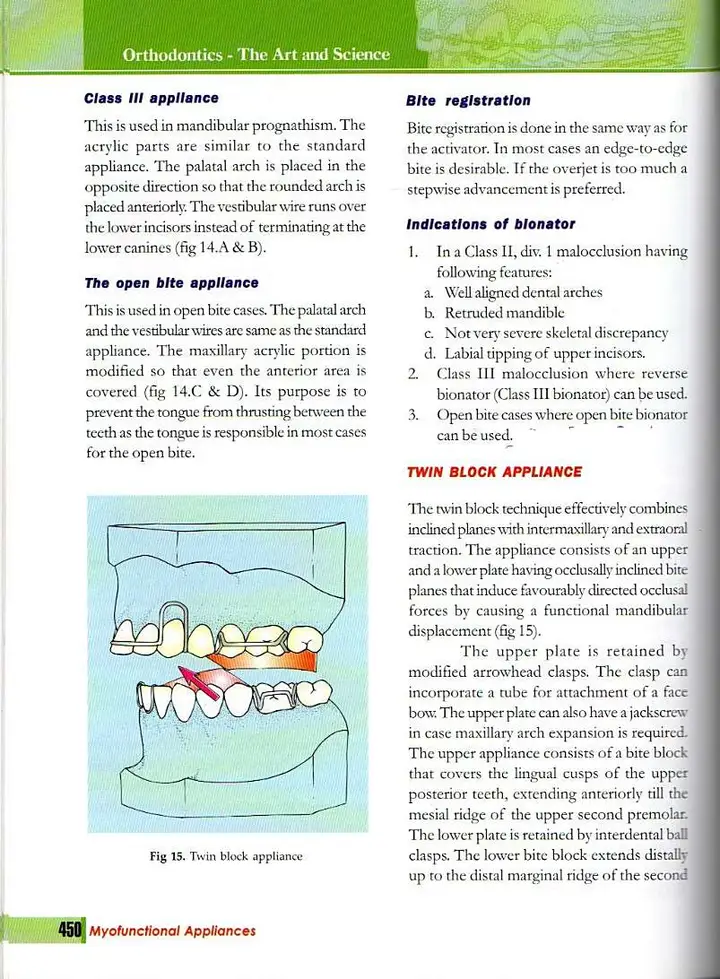 Orthodontics - The Art and Science
Class III appliance
This is used in mandibular prognathism. The
acrylic parts are similar to the standard
appliance. The palatal arch is placed in the
opposite direction so that the rounded arch is
placed anteriorly. The vestibular wire runs over
the lower incisors instead of terminating at the
lower canines (fig 14.A & B).
The open bite appliance
This is used in open bite cases. The palatal arch
and the vestibular wires are same as the standard
appliance. The maxillary acrylic portion is
modified so that even the anterior area is
covered (fig 14.C & D). Its purpose is to
prevent the tongue from thrusting between the
teeth as the tongue is responsible in most cases
for the open bite.
Fig 15. Twin block appliance
Bite registration
Bite registration is done in the same way as for
the activator. In most cases an edge-to-edge
bite is desirable. If the overjet is too much a
stepwise advancement is preferred.
Indications of bionator
1. In a Class II, div. 1 malocclusion having
following features:
a. Well aligned dental arches
b. Retruded mandible
c. Not very severe skeletal discrepancy
d. Labial tipping of upper incisors.
2. Class III malocclusion where reverse
bionator (Class III bionator) can be used.
3. Open bite cases where open bite bionator
can be used.
TWIN BLOCK APPLIANCE
The twin block technique effectively combines
inclined planes with intermaxillary and extraoral
traction. The appliance consists of an upper
and a lower plate having occlusally inclined bite
planes that induce favourably directed occlusal
forces by causing a functional mandibular
displacement (fig 15).
The upper plate is retained by
modified arrowhead clasps. The clasp can
incorporate a tube for attachment of a face
bow. The upper plate can also have a jackscrew
in case maxillary arch expansion is required.
The upper appliance consists of a bite block
that covers the lingual cusps of the upper
posterior teeth, extending anteriorly till the
mesial ridge of the upper second premolar.
The lower plate is retained by interdental ball
clasps. The lower bite block extends distally
up to the distal marginal ridge of the second
450 Myofunctional Appliances